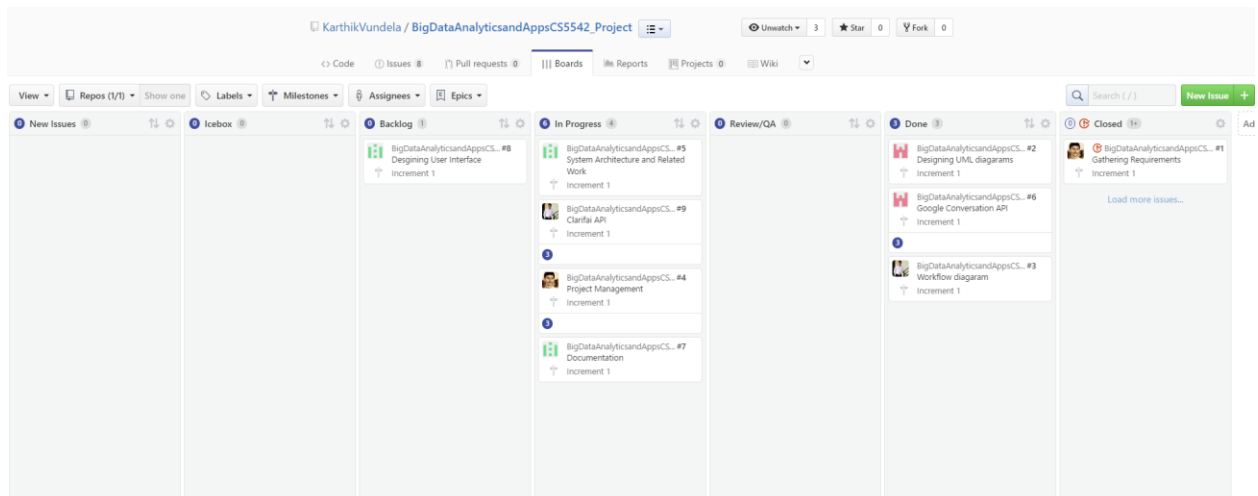 KarthikVundela / BigDataAnalyticsandAppsCS5542_Project
Unwatch 3 Star 0 Fork 0
Code Issues 8 Pull requests 0 Boards Reports Projects 0 Wiki
View Repos (1/1) Show one Labels Milestones Assignees Epics Search ( / ) New Issue +
0 New Issues 0
0 Icebox 0
0 Backlog 1
BigDataAnalyticsandAppsCS... #8
Desgining User Interface
Increment 1
6 In Progress 4
BigDataAnalyticsandAppsCS... #5
System Architecture and Related
Work
Increment 1
BigDataAnalyticsandAppsCS... #9
Clarifai API
Increment 1
3
BigDataAnalyticsandAppsCS... #4
Project Management
Increment 1
3
BigDataAnalyticsandAppsCS... #7
Documentation
Increment 1
0 Review/QA 0
3 Done 3
BigDataAnalyticsandAppsCS... #2
Designing UML diagarams
Increment 1
BigDataAnalyticsandAppsCS... #6
Google Conversation API
Increment 1
3
BigDataAnalyticsandAppsCS... #3
Workflow diagaram
Increment 1
0 Closed 1+
BigDataAnalyticsandAppsCS... #1
Gathering Requirements
Increment 1
Load more issues...
Ad